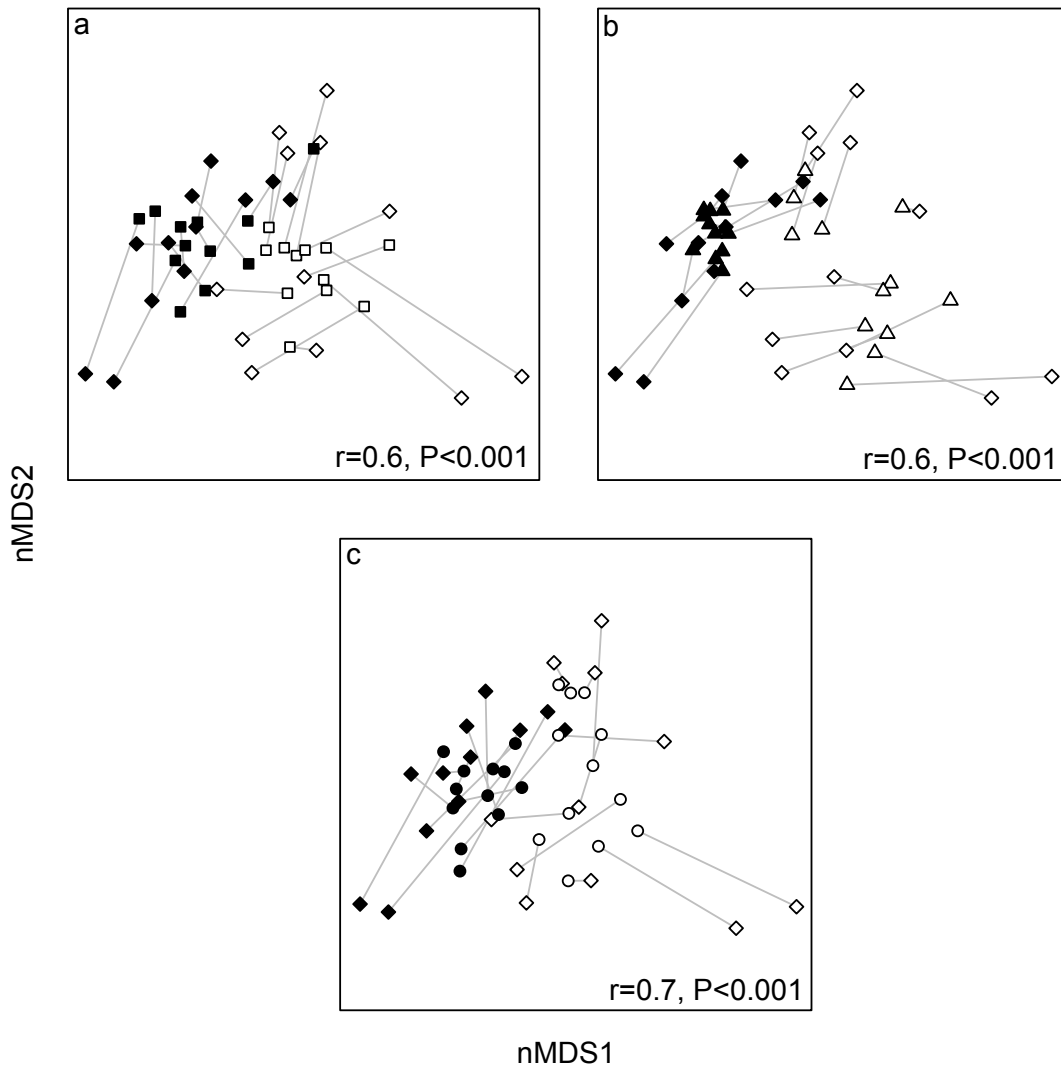 a
r=0.6, P<0.001
b
r=0.6, P<0.001
nMDS2
c
r=0.7, P<0.001
nMDS1